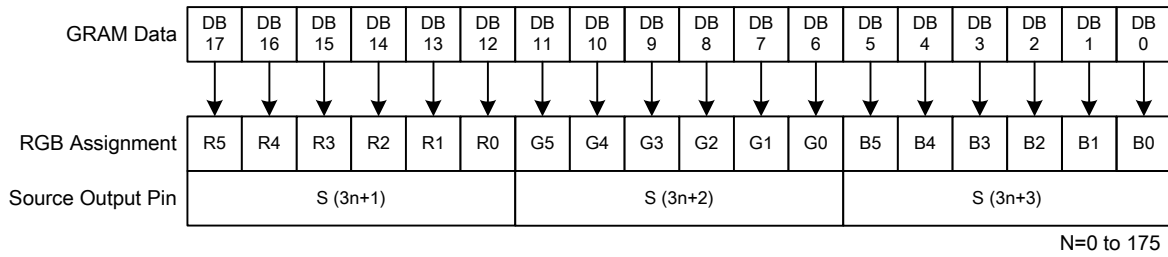 GRAM Data DB 17 DB 16 DB 15 DB 14 DB 13 DB 12 DB 11 DB 10 DB 9 DB 8 DB 7 DB 6 DB 5 DB 4 DB 3 DB 2 DB 1 DB 0
RGB Assignment R5 R4 R3 R2 R1 R0 G5 G4 G3 G2 G1 G0 B5 B4 B3 B2 B1 B0
Source Output Pin S (3n+1) S (3n+2) S (3n+3)
N=0 to 175